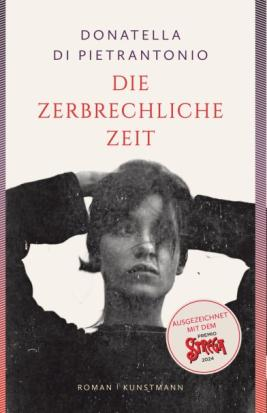 DONATELLA
DI PIETRANTONIO
DIE
ZERBRECHLICHE
ZEIT
AUSGEZEICHNET
MIT DEM
PREMIO
STREGA
2024
ROMAN | KUNSTMANN